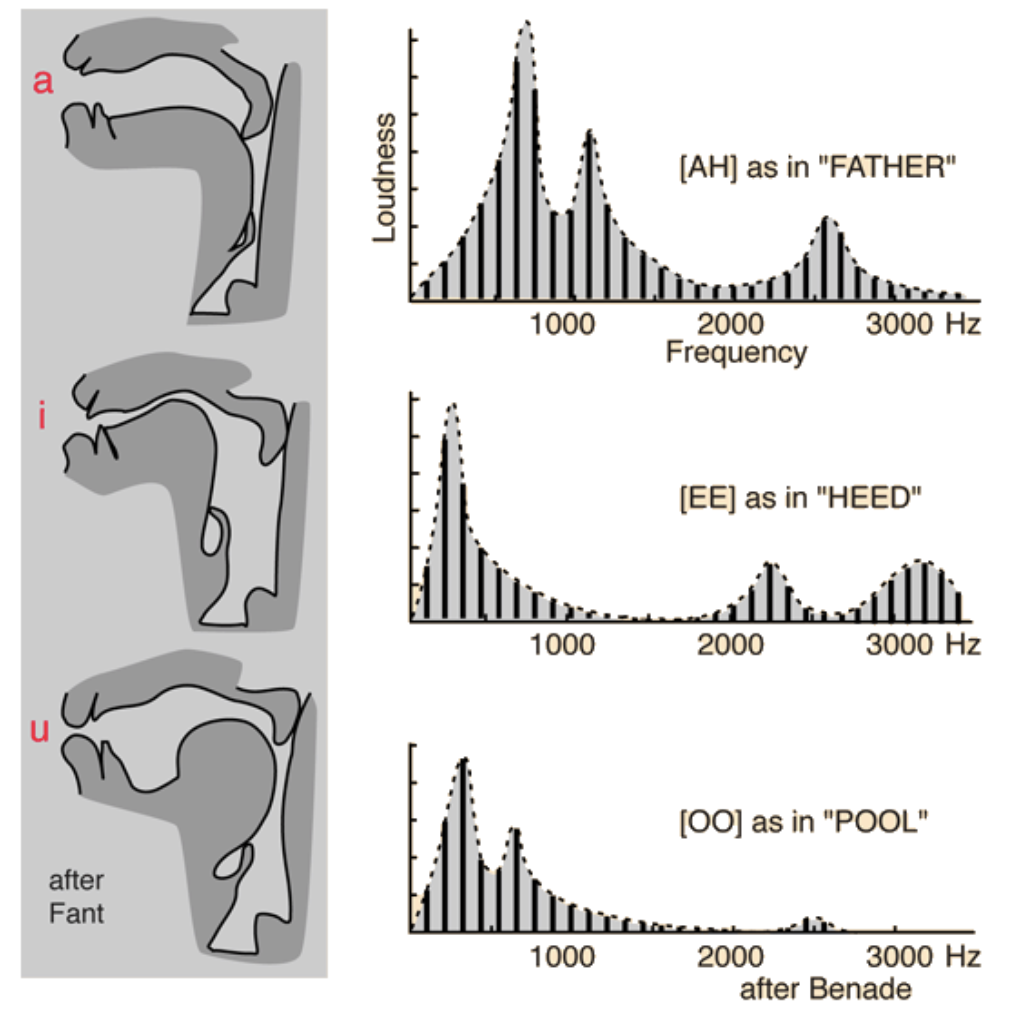 a
Loudness
[AH] as in "FATHER"
1000 2000 3000 Hz
Frequency
i
[EE] as in "HEED"
1000 2000 3000 Hz
u
[OO] as in "POOL"
after
Fant
1000 2000 3000 Hz
after Benade